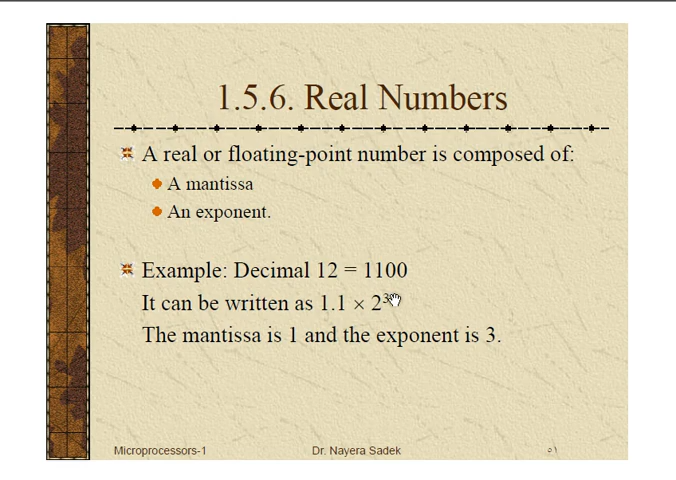 1.5.6. Real Numbers
A real or floating-point number is composed of:
A mantissa
An exponent.
Example: Decimal 12 = 1100
It can be written as 1.1 × 2³
The mantissa is 1 and the exponent is 3.
Microprocessors-1 Dr. Nayera Sadek ٥١